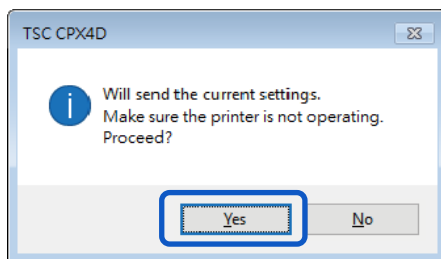 TSC CPX4D
Will send the current settings.
Make sure the printer is not operating.
Proceed?
Yes
No